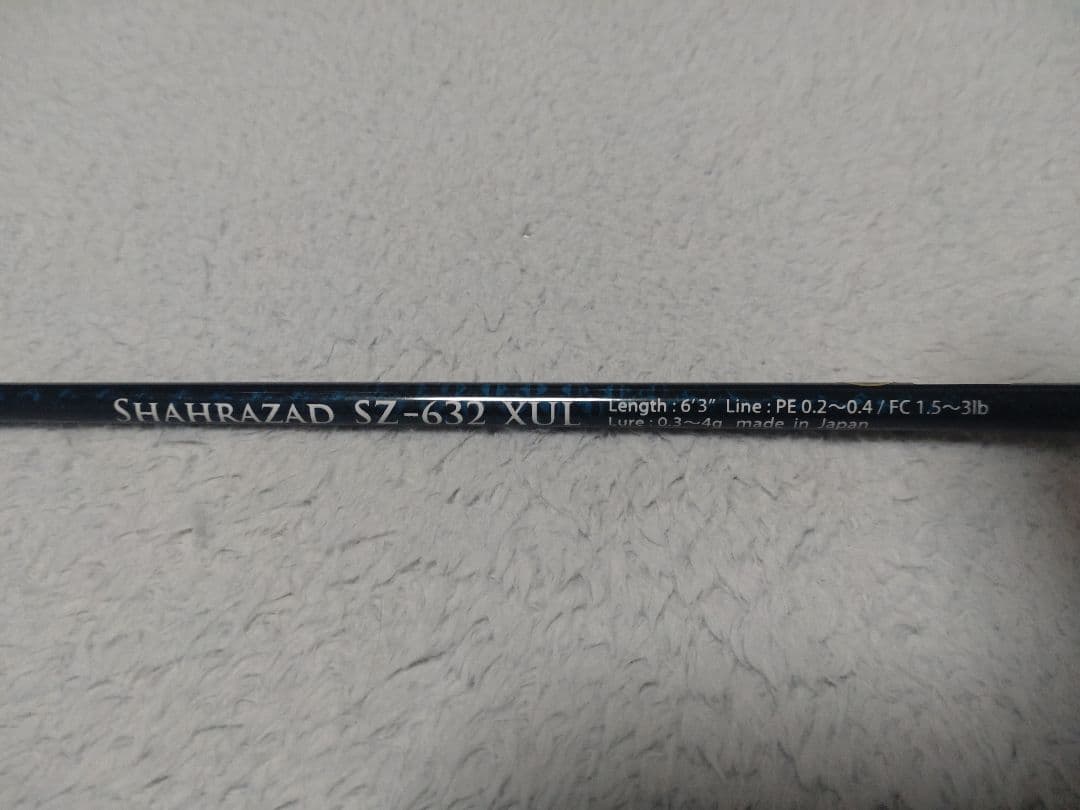 SHAHRAZAD SZ-632 XUL
Length : 6'3" Line : PE 0.2～0.4 / FC 1.5～3lb
Lure : 0.3～4g made in Japan